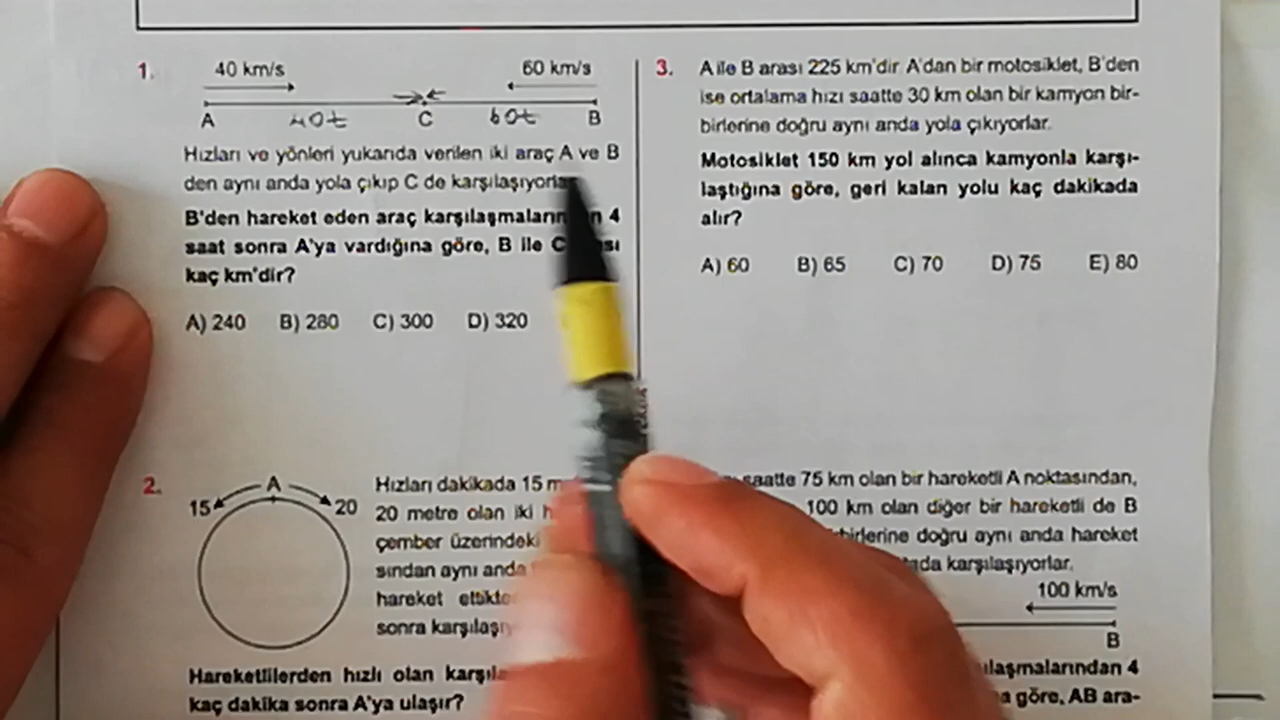 1.
40 km/s 60 km/s
A 40t C 60t B
Hızları ve yönleri yukarıda verilen iki araç A ve B
den aynı anda yola çıkıp C de
B'den hareket eden araç 4
saat sonra A'ya vardığına göre, B ile
kaç km'dir?
A) 240 B) 280 C) 300 D) 320
2.
A
15 20
Hızları dakikada 15
20 metre olan iki
çember üzerindeki
sından aynı anda
hareket
sonra
Hareketlilerden hızlı olan
kaç dakika sonra A'ya ulaşır?
3. A ile B arası 225 km'dir. A'dan bir motosiklet, B'den
ise ortalama hızı saatte 30 km olan bir kamyon bir-
birlerine doğru aynı anda yola çıkıyorlar.
Motosiklet 150 km yol alınca kamyonla karşı-
laştığına göre, geri kalan yolu kaç dakikada
alır?
A) 60 B) 65 C) 70 D) 75 E) 80
saatte 75 km olan bir hareketli A noktasından,
100 km olan diğer bir hareketli de B
doğru aynı anda hareket
karşılaşıyorlar.
100 km/s
B
4
göre, AB ara-